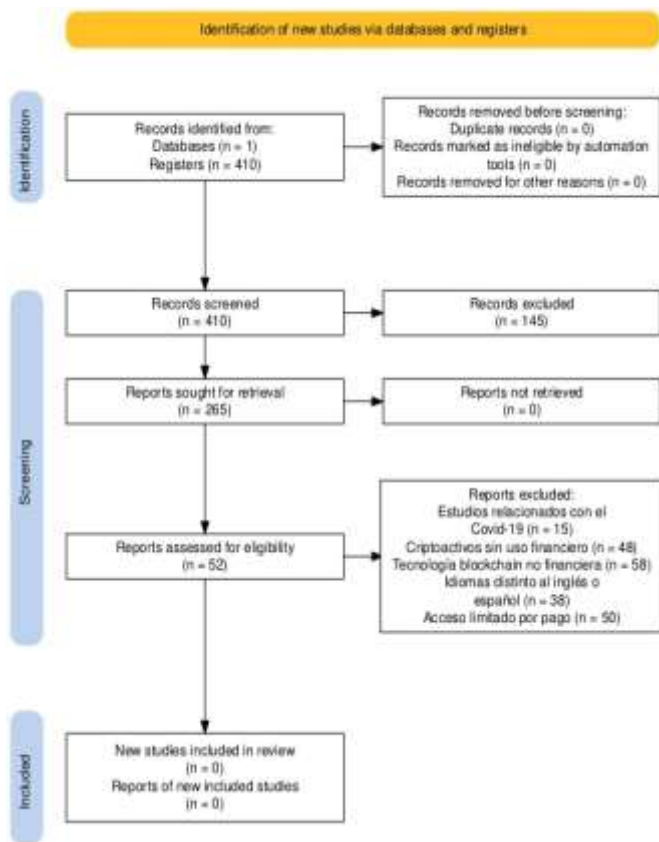 Identification of new studies via databases and registers
Identification
Records identified from:
Databases (n = 1)
Registers (n = 410)
Records removed before screening:
Duplicate records (n = 0)
Records marked as ineligible by automation
tools (n = 0)
Records removed for other reasons (n = 0)
Screening
Records screened
(n = 410)
Records excluded
(n = 145)
Reports sought for retrieval
(n = 265)
Reports not retrieved
(n = 0)
Reports assessed for eligibility
(n = 52)
Reports excluded:
Estudios relacionados con el
Covid-19 (n = 15)
Criptoactivos sin uso financiero (n = 48)
Tecnología blockchain no financiera (n = 58)
Idiomas distinto al inglés o
español (n = 38)
Acceso limitado por pago (n = 50)
Included
New studies included in review
(n = 0)
Reports of new included studies
(n = 0)